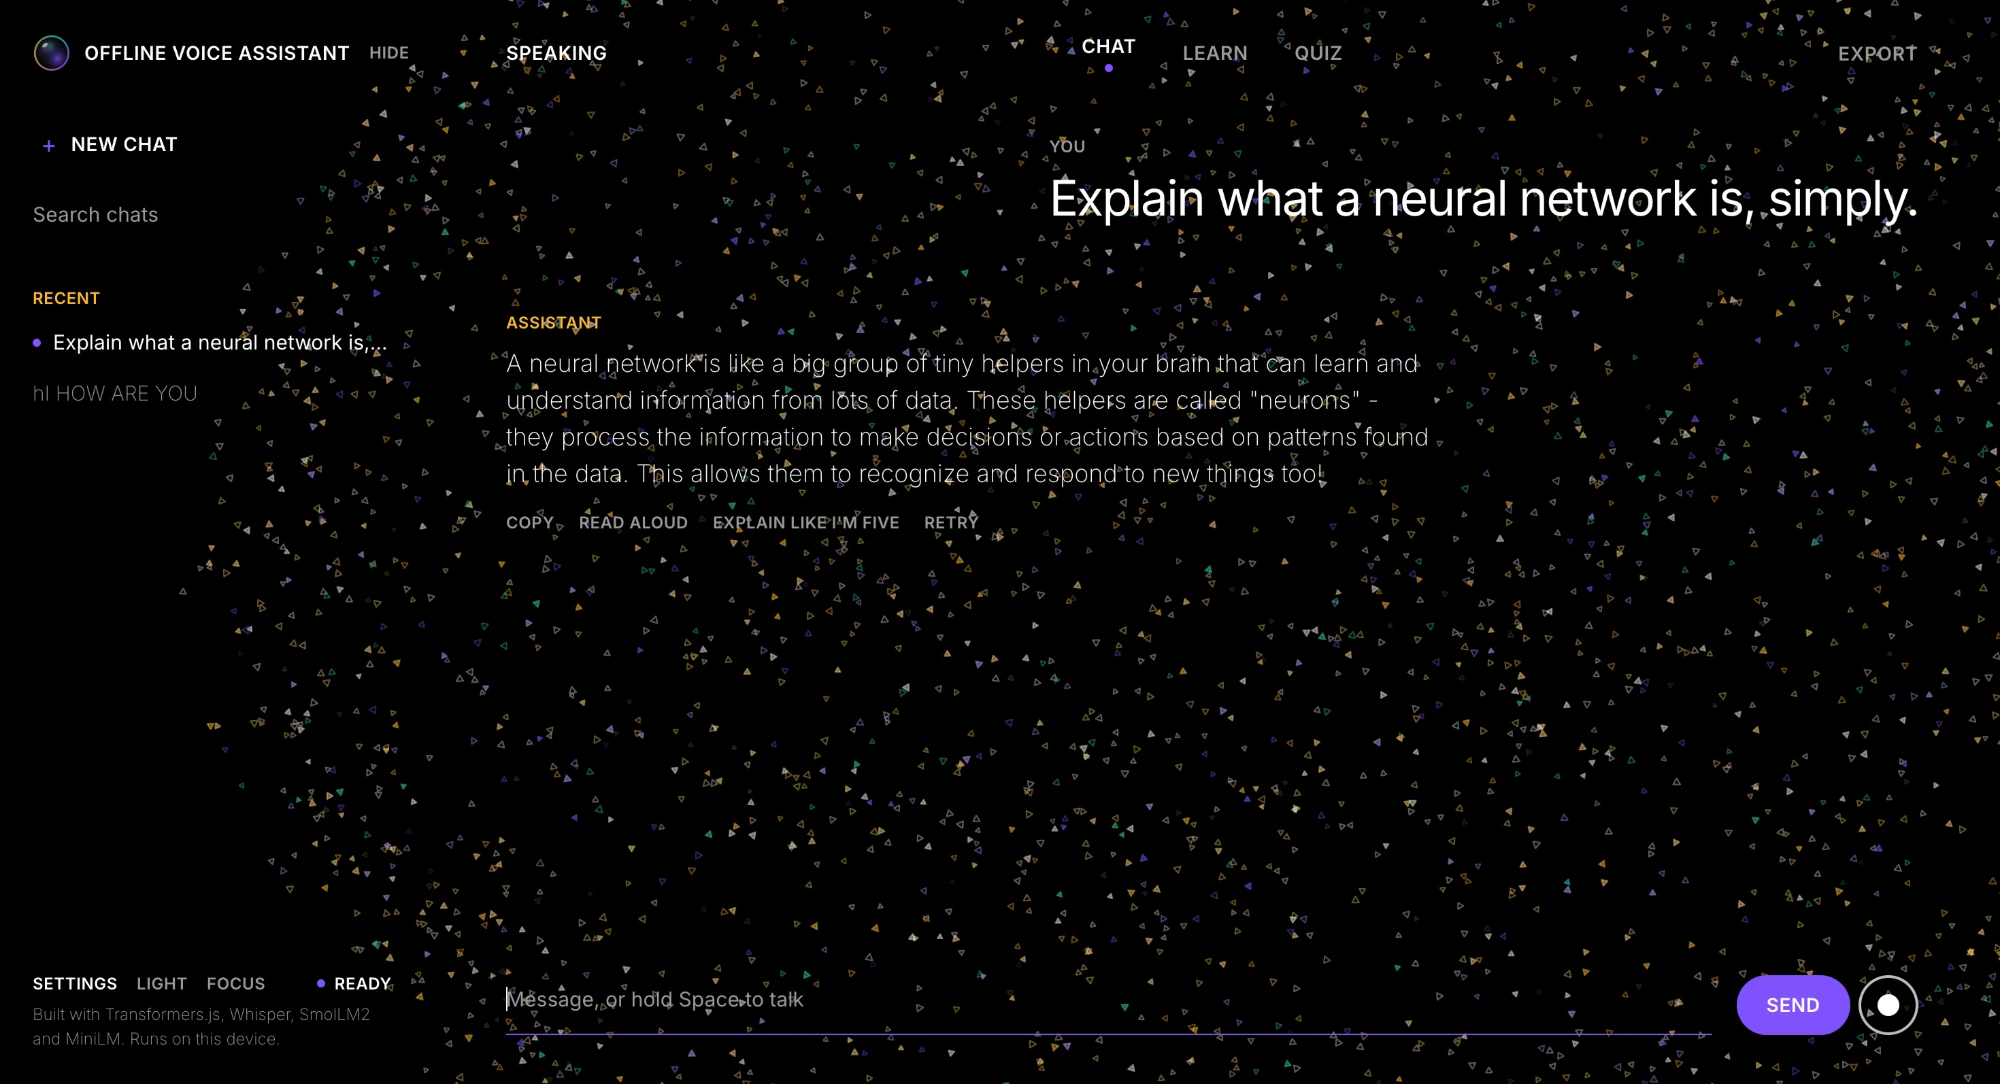 OFFLINE VOICE ASSISTANT HIDE
SPEAKING
CHAT LEARN QUIZ
EXPORT
+ NEW CHAT
Search chats
RECENT
Explain what a neural network is,...
hI HOW ARE YOU
YOU
Explain what a neural network is, simply.
ASSISTANT
A neural network is like a big group of tiny helpers in your brain that can learn and
understand information from lots of data. These helpers are called "neurons" -
they process the information to make decisions or actions based on patterns found
in the data. This allows them to recognize and respond to new things too!
COPY READ ALOUD EXPLAIN LIKE I'M FIVE RETRY
SETTINGS LIGHT FOCUS READY
Built with Transformers.js, Whisper, SmolLM2
and MiniLM. Runs on this device.
Message, or hold Space to talk
SEND